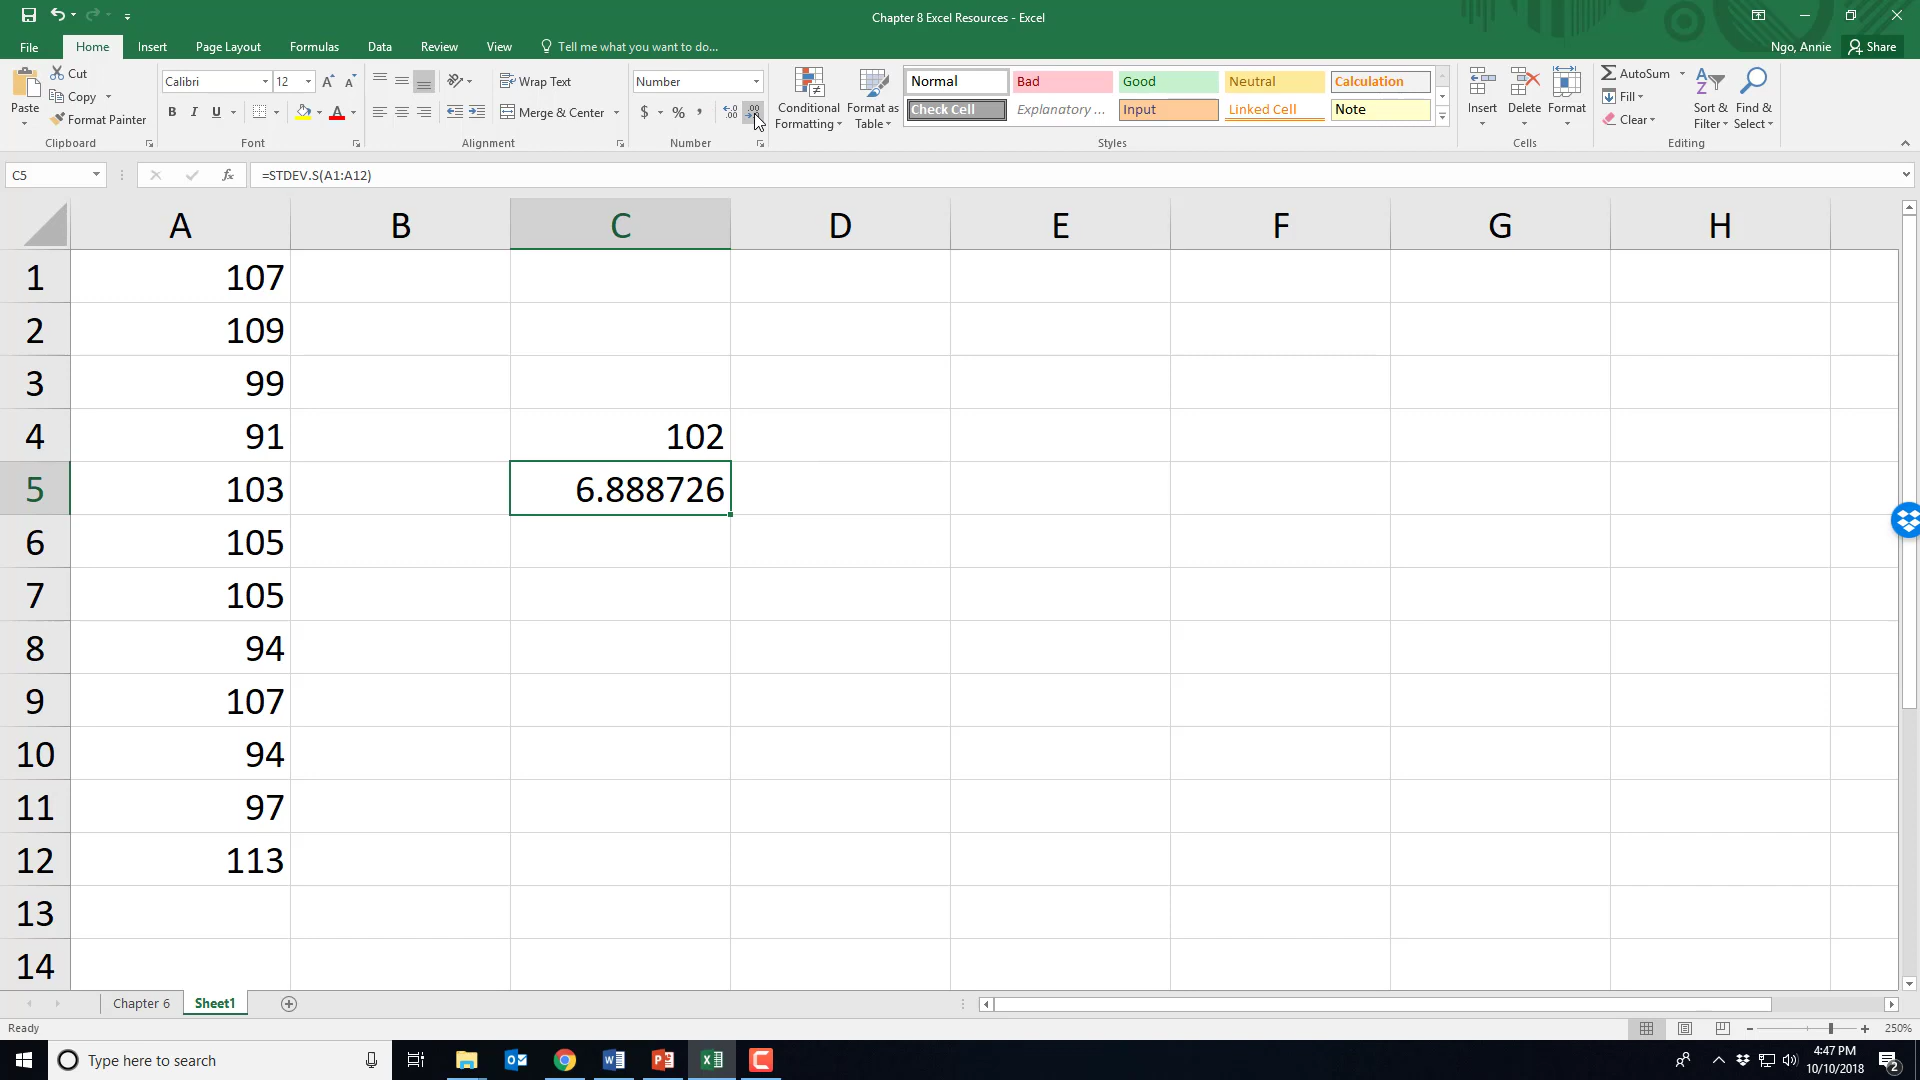 Chapter 8 Excel Resources - Excel
File Home Insert Page Layout Formulas Data Review View Tell me what you want to do... Ngo, Annie Share
Paste Cut Copy Format Painter Clipboard
Calibri 12 A A B I U A Font
Wrap Text Merge & Center Alignment
Number $ % , .0 .00 .00 .0 Number
Conditional Formatting Format as Table
Normal Bad Good Neutral Calculation
Check Cell Explanatory ... Input Linked Cell Note
Styles
Insert Delete Format Cells
AutoSum Fill Clear Sort & Filter Find & Select Editing
C5 fx =STDEV.S(A1:A12)
A B C D E F G H
1 107
2 109
3 99
4 91 102
5 103 6.888726
6 105
7 105
8 94
9 107
10 94
11 97
12 113
13
14
Chapter 6 Sheet1
Ready 250%
Type here to search 4:47 PM
10/10/2018 2